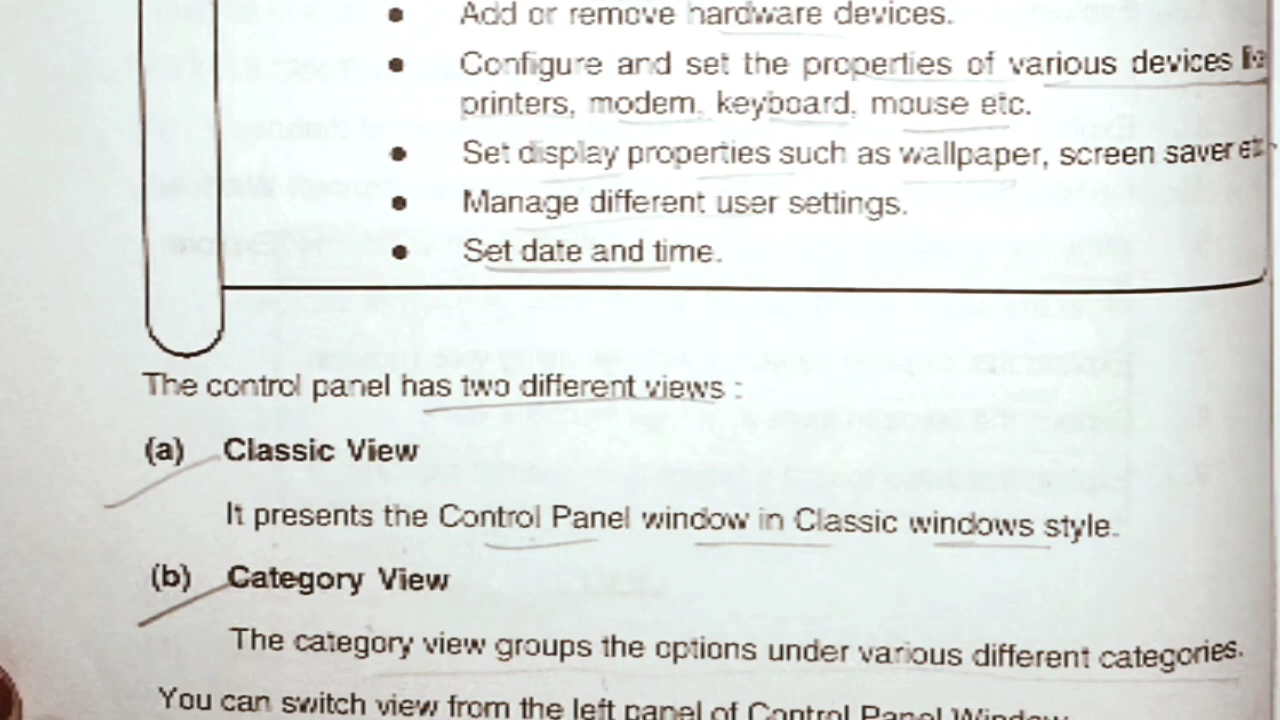 • Add or remove hardware devices.
• Configure and set the properties of various devices
printers, modem, keyboard, mouse etc.
• Set display properties such as wallpaper, screen saver
• Manage different user settings.
• Set date and time.
The control panel has two different views :
(a) Classic View
It presents the Control Panel window in Classic windows style.
(b) Category View
The category view groups the options under various different categories.
You can switch view from the left panel of Control Panel Window